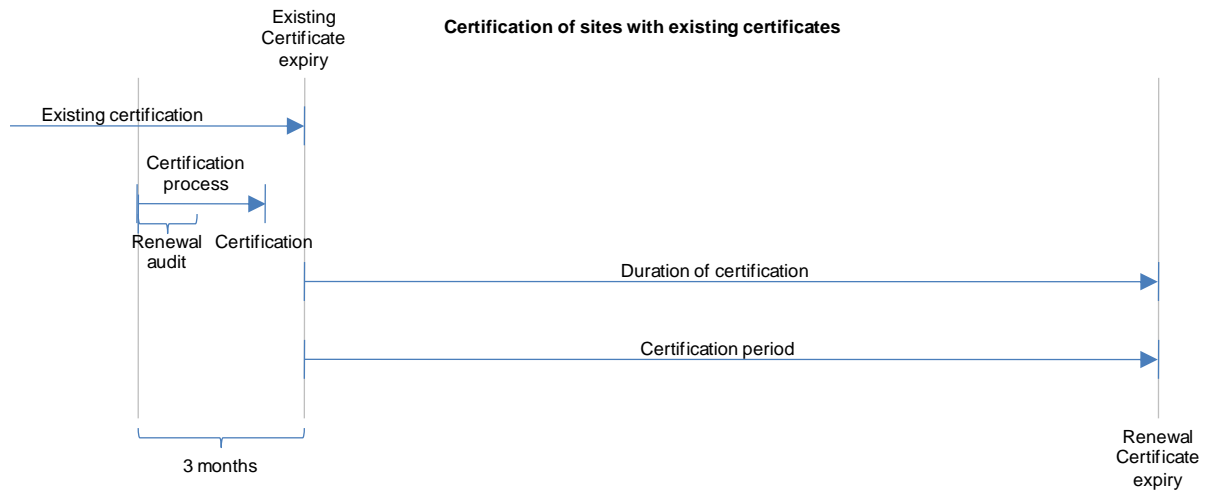 Existing
Certificate
expiry
Certification of sites with existing certificates
Existing certification
Certification
process
Renewal
audit
Certification
Duration of certification
Certification period
3 months
Renewal
Certificate
expiry